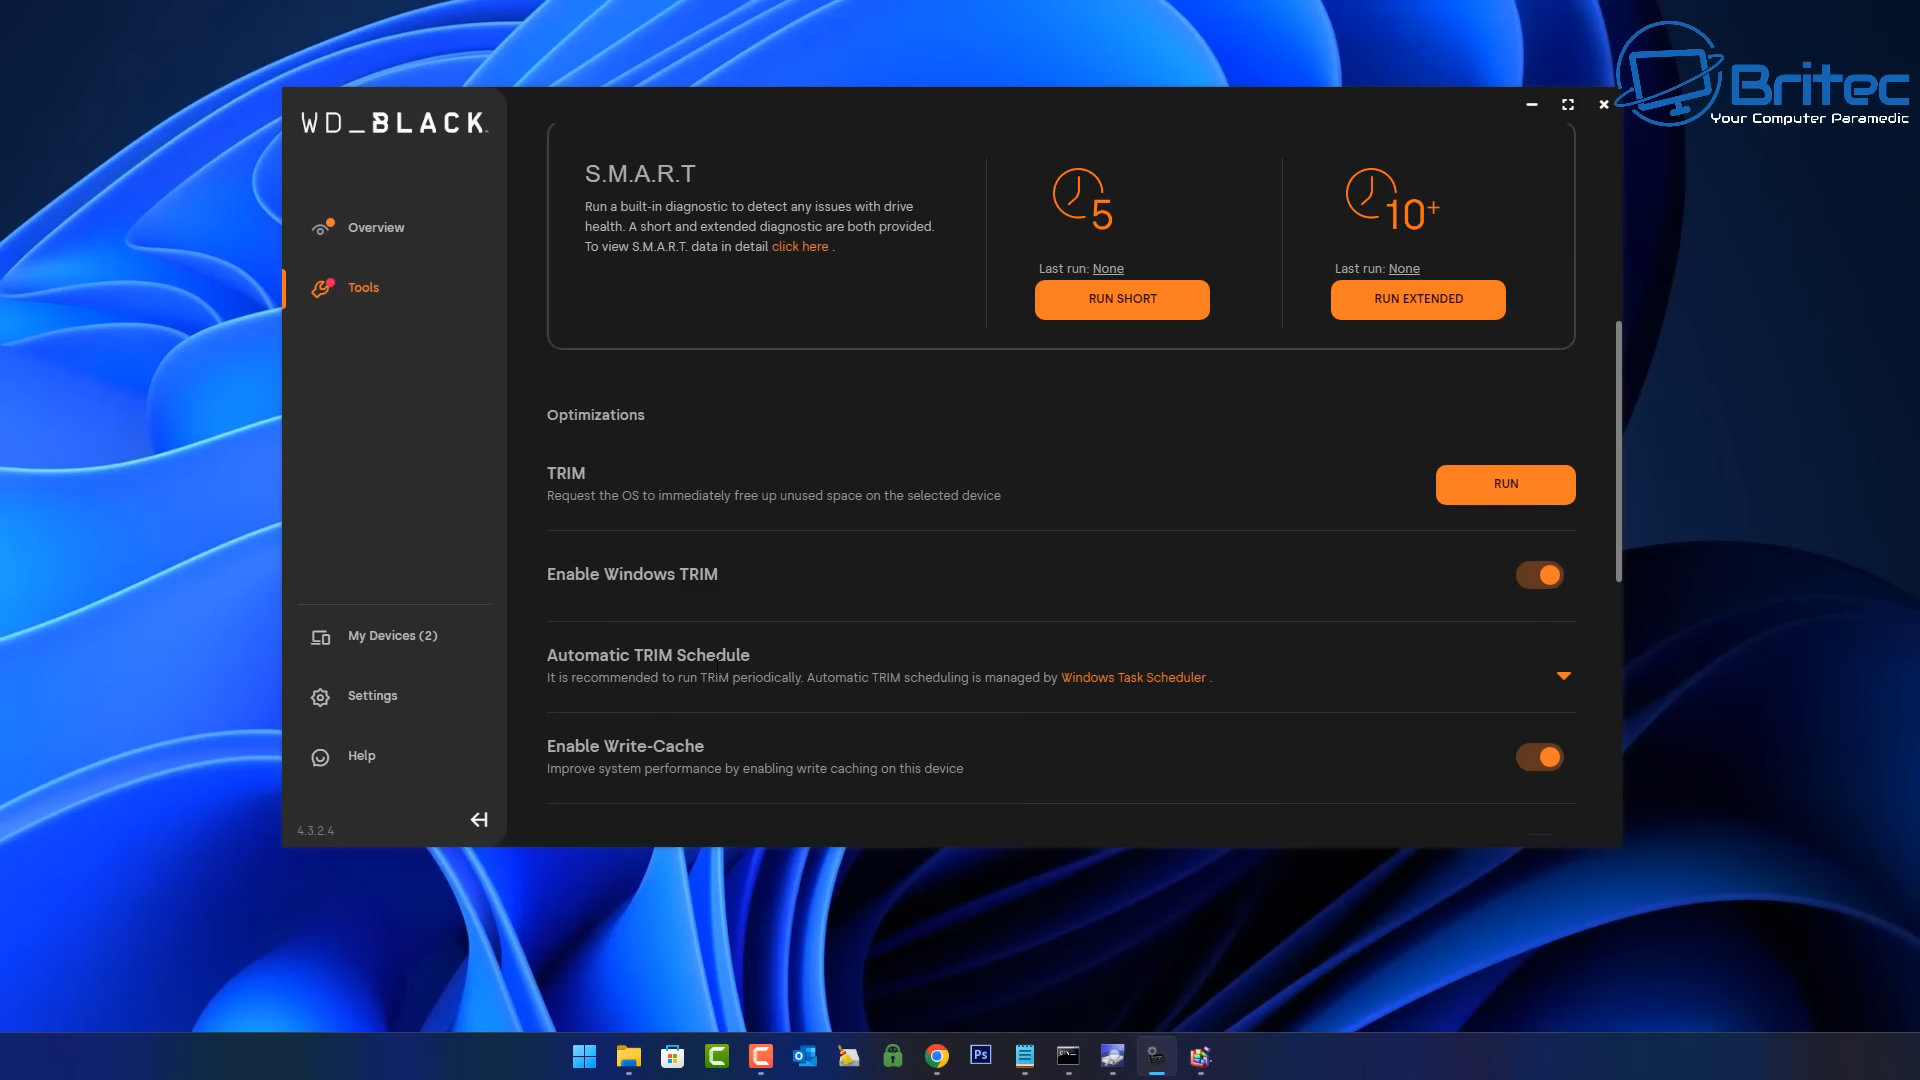 Britec
Your Computer Paramedic
WD_BLACK.
Overview
Tools
My Devices (2)
Settings
Help
4.3.2.4
S.M.A.R.T
Run a built-in diagnostic to detect any issues with drive
health. A short and extended diagnostic are both provided.
To view S.M.A.R.T. data in detail click here .
5
Last run: None
RUN SHORT
10+
Last run: None
RUN EXTENDED
Optimizations
TRIM
Request the OS to immediately free up unused space on the selected device
RUN
Enable Windows TRIM
Automatic TRIM Schedule
It is recommended to run TRIM periodically. Automatic TRIM scheduling is managed by Windows Task Scheduler .
Enable Write-Cache
Improve system performance by enabling write caching on this device
Ps